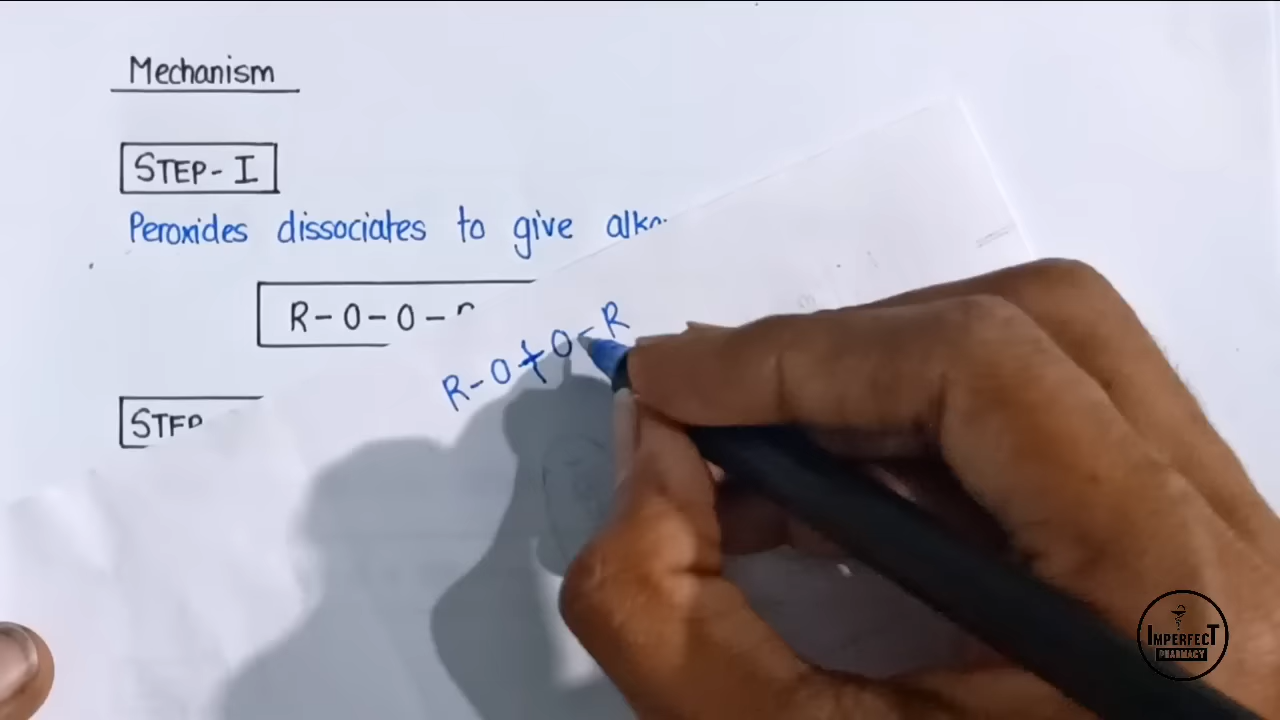 Mechanism
STEP-I
Peroxides dissociates to give
R-O-O-
R-O+O-R
IMPERFECT
PHARMACY